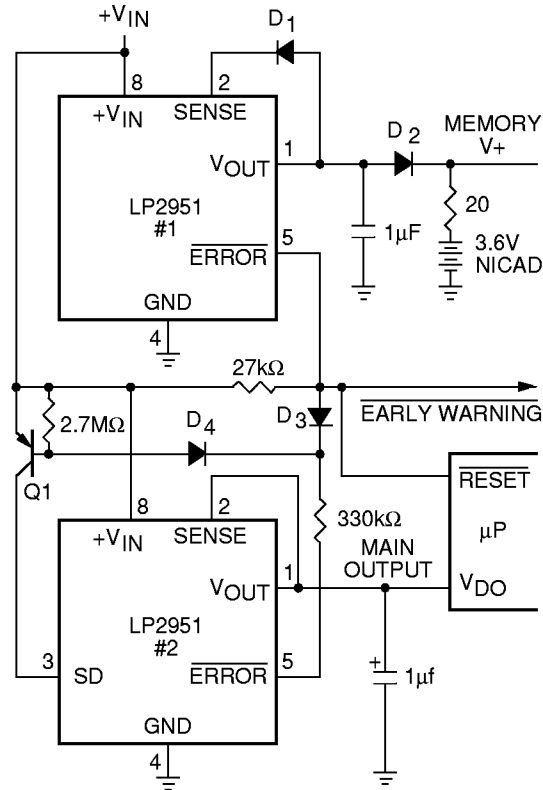 +VIN
D1
8
2
+VIN
SENSE
D2
MEMORY
V+
1
VOUT
LP2951
#1
20
1µF
3.6V
NICAD
5
ERROR
GND
4
27kΩ
2.7MΩ
D4
D3
EARLY WARNING
Q1
8
2
+VIN
SENSE
330kΩ
RESET
µP
MAIN
OUTPUT
1
VOUT
VDO
LP2951
#2
3
SD
5
ERROR
+
1µf
GND
4